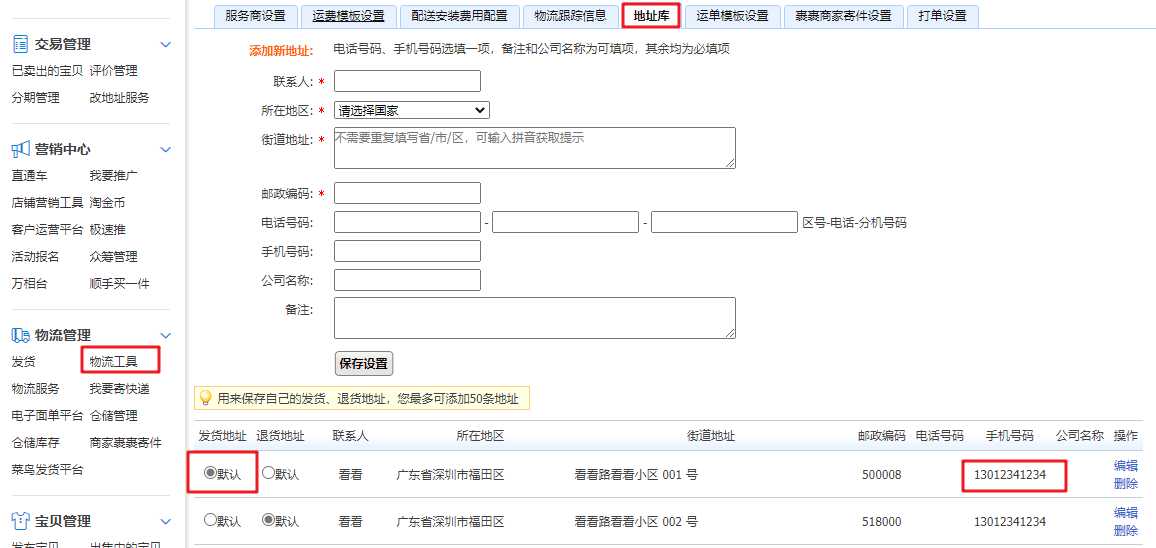 服务商设置 运费模板设置 配送安装费用配置 物流跟踪信息 地址库 运单模板设置 裹裹商家寄件设置 打单设置
交易管理
已卖出的宝贝 评价管理
分期管理 改地址服务
营销中心
直通车 我要推广
店铺营销工具 淘金币
客户运营平台 极速推
活动报名 众筹管理
万相台 顺手买一件
物流管理
发货 物流工具
物流服务 我要寄快递
电子面单平台 仓储管理
仓储库存 商家裹裹寄件
菜鸟发货平台
宝贝管理
发布宝贝 出售中的宝贝
添加新地址: 电话号码、手机号码选填一项，备注和公司名称为可填项，其余均为必填项
联系人: *
所在地区: * 请选择国家
街道地址: * 不需要重复填写省/市/区，可输入拼音获取提示
邮政编码: *
电话号码: - - 区号-电话-分机号码
手机号码:
公司名称:
备注:
保存设置
用来保存自己的发货、退货地址，您最多可添加50条地址
发货地址 退货地址 联系人 所在地区 街道地址 邮政编码 电话号码 手机号码 公司名称 操作
默认 默认 看看 广东省深圳市福田区 看看路看看小区 001 号 500008 13012341234 编辑
删除
默认 默认 看看 广东省深圳市福田区 看看路看看小区 002 号 518000 13012341234 编辑
删除